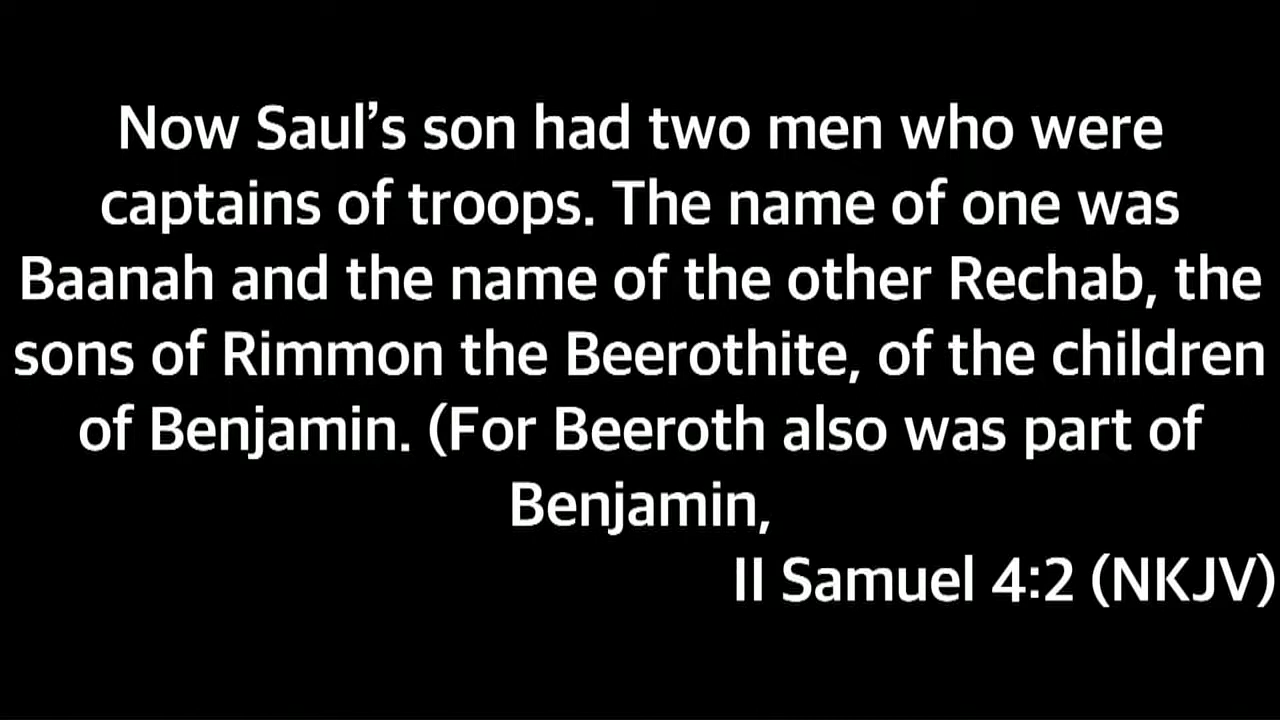 Now Saul’s son had two men who were
captains of troops. The name of one was
Baanah and the name of the other Rechab, the
sons of Rimmon the Beerothite, of the children
of Benjamin. (For Beeroth also was part of
Benjamin,
II Samuel 4:2 (NKJV)